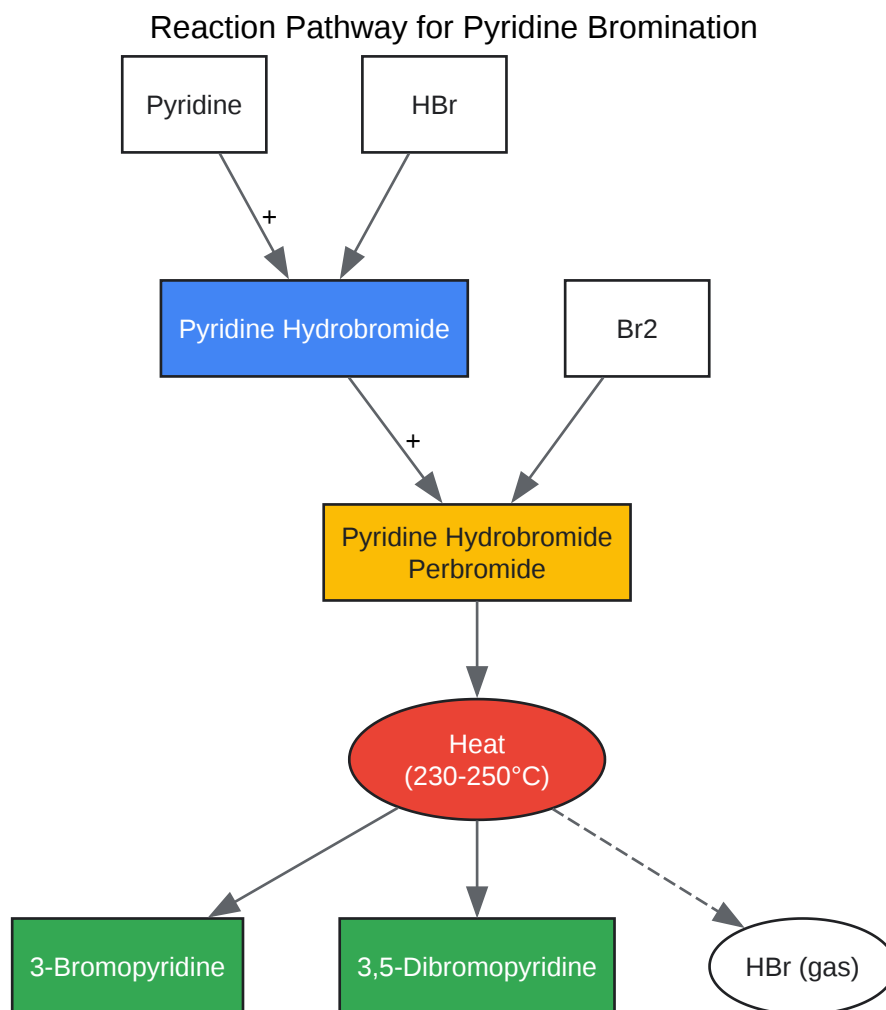 Reaction Pathway for Pyridine Bromination
Pyridine
HBr
+
Pyridine Hydrobromide
Br2
+
Pyridine Hydrobromide
Perbromide
Heat
(230-250°C)
3-Bromopyridine
3,5-Dibromopyridine
HBr (gas)